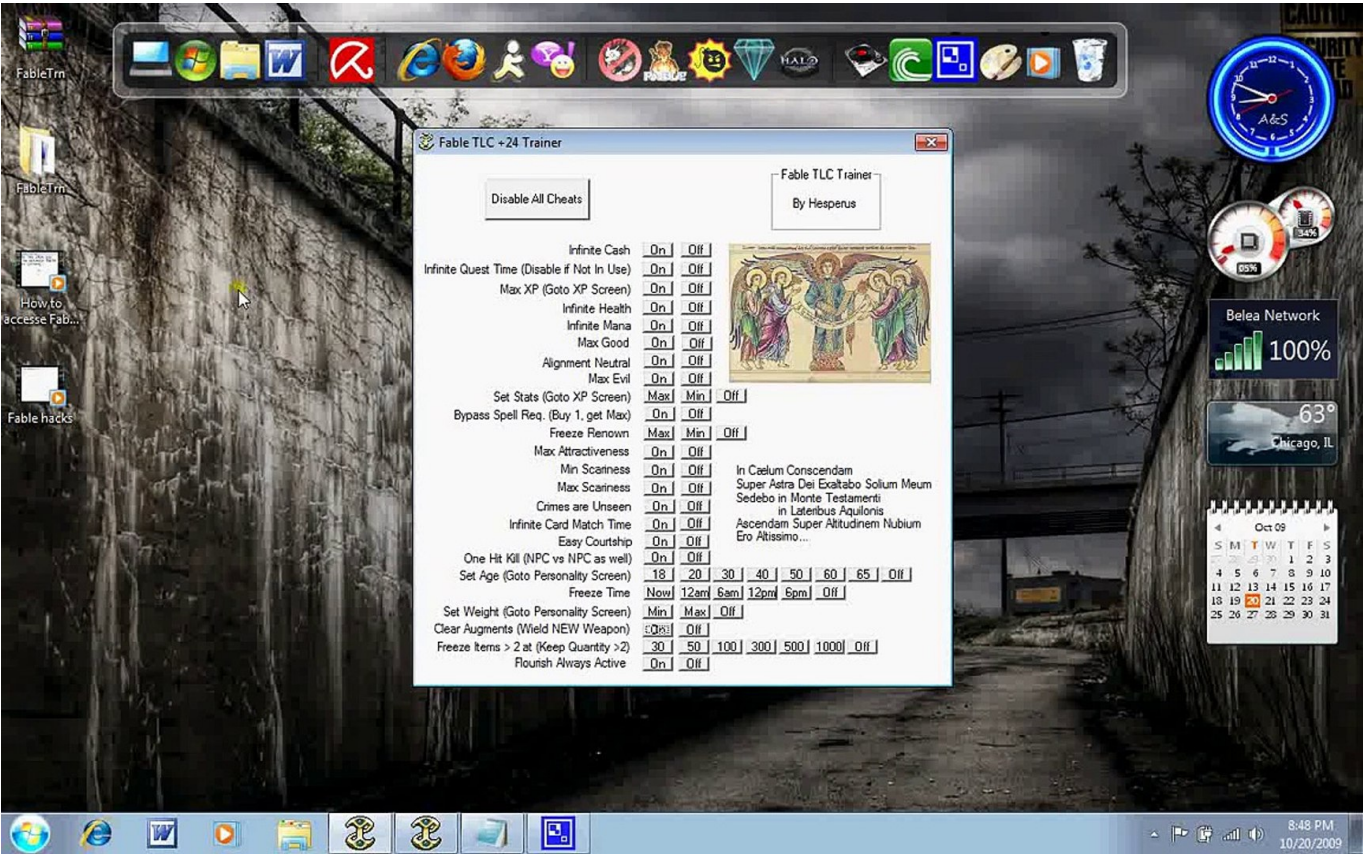 FableTrn
FableTrn
How to
accesse Fab...
Fable hacks
FABLE
HALO
Fable TLC +24 Trainer
Disable All Cheats
Fable TLC Trainer
By Hesperus
Infinite Cash On Off
Infinite Quest Time (Disable if Not In Use) On Off
Max XP (Goto XP Screen) On Off
Infinite Health On Off
Infinite Mana On Off
Max Good On Off
Alignment Neutral On Off
Max Evil On Off
Set Stats (Goto XP Screen) Max Min Off
Bypass Spell Req. (Buy 1, get Max) On Off
Freeze Renown Max Min Off
Max Attractiveness On Off
Min Scariness On Off
Max Scariness On Off
Crimes are Unseen On Off
Infinite Card Match Time On Off
Easy Courtship On Off
One Hit Kill (NPC vs NPC as well) On Off
Set Age (Goto Personality Screen) 18 20 30 40 50 60 65 Off
Freeze Time Now 12am 6am 12pm 6pm Off
Set Weight (Goto Personality Screen) Min Max Off
Clear Augments (Wield NEW Weapon) On Off
Freeze Items > 2 at (Keep Quantity >2) 30 50 100 300 500 1000 Off
Flourish Always Active On Off
In Cælum Conscendam
Super Astra Dei Exaltabo Solium Meum
Sedebo in Monte Testamenti
in Lateribus Aquilonis
Ascendam Super Altitudinem Nubium
Ero Altissimo...
CAUTION
A&S
34%
05%
Belea Network
100%
63°
Chicago, IL
Oct 09
S M T W T F S
27 28 29 30 1 2 3
4 5 6 7 8 9 10
11 12 13 14 15 16 17
18 19 20 21 22 23 24
25 26 27 28 29 30 31
8:48 PM
10/20/2009